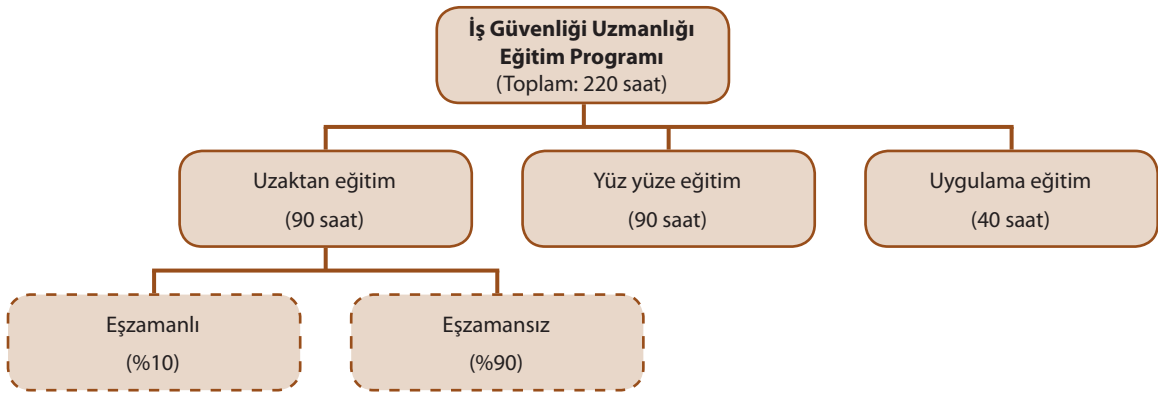 İş Güvenliği Uzmanlığı
Eğitim Programı
(Toplam: 220 saat)
Uzaktan eğitim
(90 saat)
Yüz yüze eğitim
(90 saat)
Uygulama eğitim
(40 saat)
Eşzamanlı
(%10)
Eşzamansız
(%90)